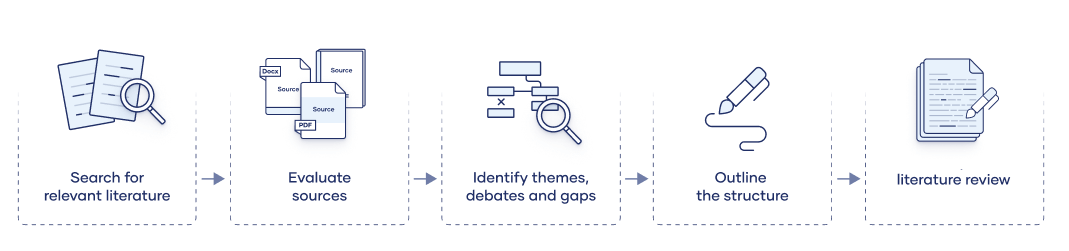 Docx
Source
Source
Source
PDF
Search for
relevant literature
Evaluate
sources
Identify themes,
debates and gaps
Outline
the structure
literature review